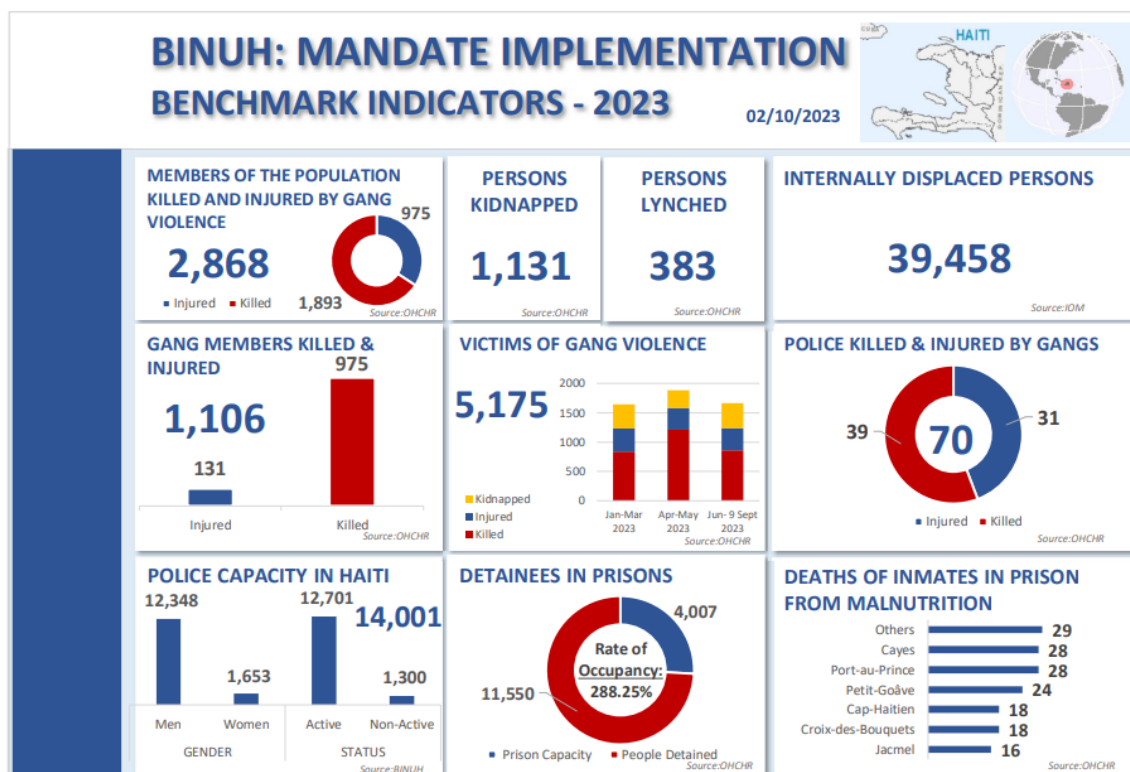 BINUH: MANDATE IMPLEMENTATION
BENCHMARK INDICATORS - 2023
02/10/2023
HAITI
MEMBERS OF THE POPULATION
KILLED AND INJURED BY GANG
VIOLENCE
2,868
975
1,893
Injured Killed
Source:OHCHR
PERSONS
KIDNAPPED
1,131
Source:OHCHR
PERSONS
LYNCHED
383
Source:OHCHR
INTERNALLY DISPLACED PERSONS
39,458
Source:IOM
GANG MEMBERS KILLED &
INJURED
1,106
975
131
Injured Killed
Source:OHCHR
VICTIMS OF GANG VIOLENCE
5,175
2000
1500
1000
500
0
Kidnapped
Injured
Killed
Jan-Mar 2023
Apr-May 2023
Jun- 9 Sept 2023
Source:OHCHR
POLICE KILLED & INJURED BY GANGS
39
70
31
Injured Killed
Source:OHCHR
POLICE CAPACITY IN HAITI
14,001
12,348
1,653
12,701
1,300
Men Women Active Non-Active
GENDER STATUS
Source:BINUH
DETAINEES IN PRISONS
4,007
Rate of
Occupancy:
288.25%
11,550
Prison Capacity People Detained
Source:OHCHR
DEATHS OF INMATES IN PRISON
FROM MALNUTRITION
Others 29
Cayes 28
Port-au-Prince 28
Petit-Goâve 24
Cap-Haitien 18
Croix-des-Bouquets 18
Jacmel 16
Source:OHCHR